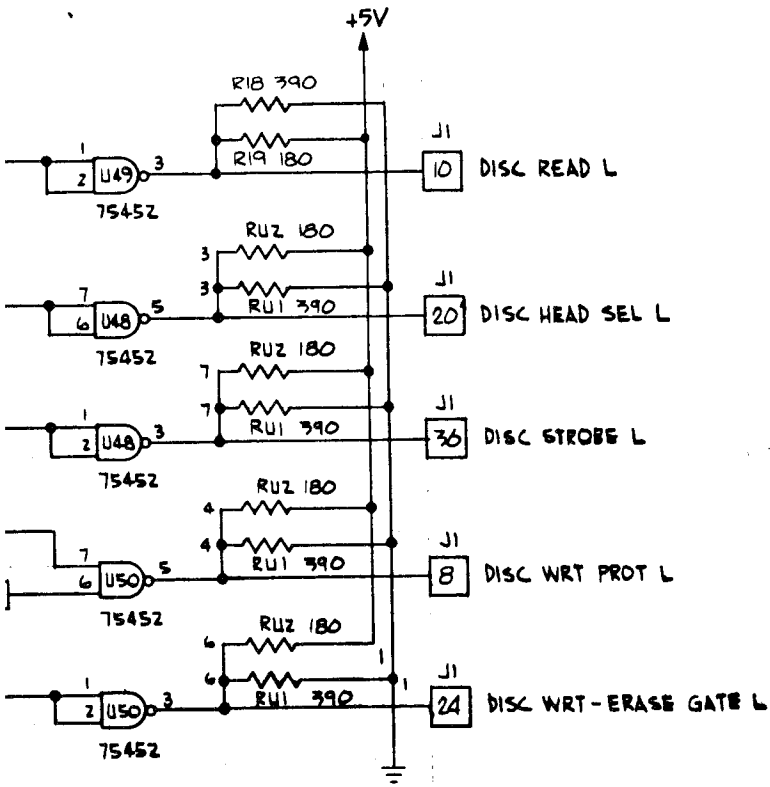 +5V
R18 390
R19 180
J1
1
2
U49
3
10
DISC READ L
75452
RU2 180
3
3
RU1 390
J1
7
6
U48
5
20
DISC HEAD SEL L
75452
RU2 180
7
7
RU1 390
J1
1
2
U48
3
36
DISC STROBE L
75452
RU2 180
4
4
RU1 390
J1
7
6
U50
5
8
DISC WRT PROT L
75452
RU2 180
6
6
RU1 390
1
1
J1
1
2
U50
3
24
DISC WRT-ERASE GATE L
75452